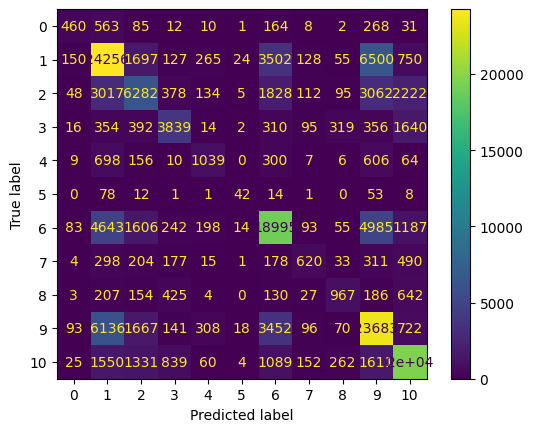 0 460 563 85 12 10 1 164 8 2 268 31
1 150 24256 1697 127 265 24 3502 128 55 6500 750
20000
2 48 3017 6282 378 134 5 1828 112 95 3062 2222
3 16 354 392 3839 14 2 310 95 319 356 1640
15000
4 9 698 156 10 1039 0 300 7 6 606 64
True label
5 0 78 12 1 1 42 14 1 0 53 8
10000
6 83 4643 1606 242 198 14 18995 93 55 4985 1187
7 4 298 204 177 15 1 178 620 33 311 490
5000
8 3 207 154 425 4 0 130 27 967 186 642
9 93 6136 1667 141 308 18 3452 96 70 722
10 25 1550 1331 839 60 4 1089 152 262 2e+04
0
0 1 2 3 4 5 6 7 8 9 10
Predicted label